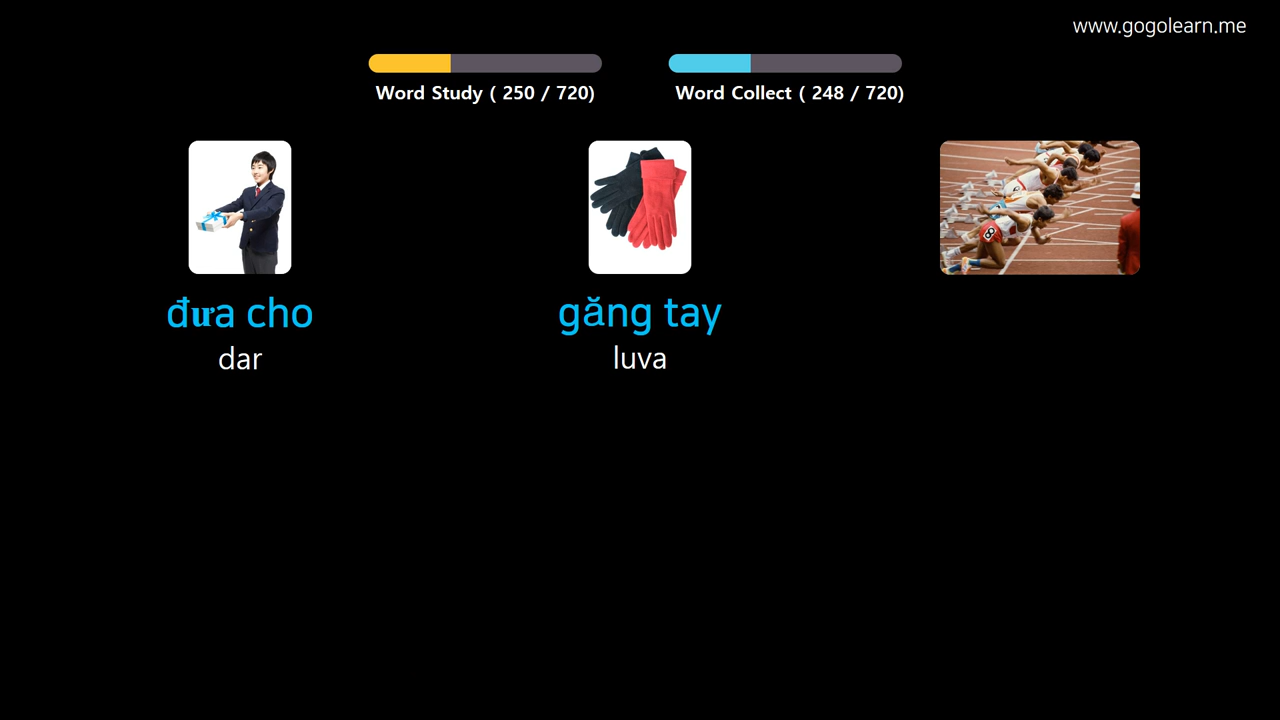 www.gogolearn.me
Word Study ( 250 / 720)
Word Collect ( 248 / 720)
đưa cho
găng tay
dar
luva